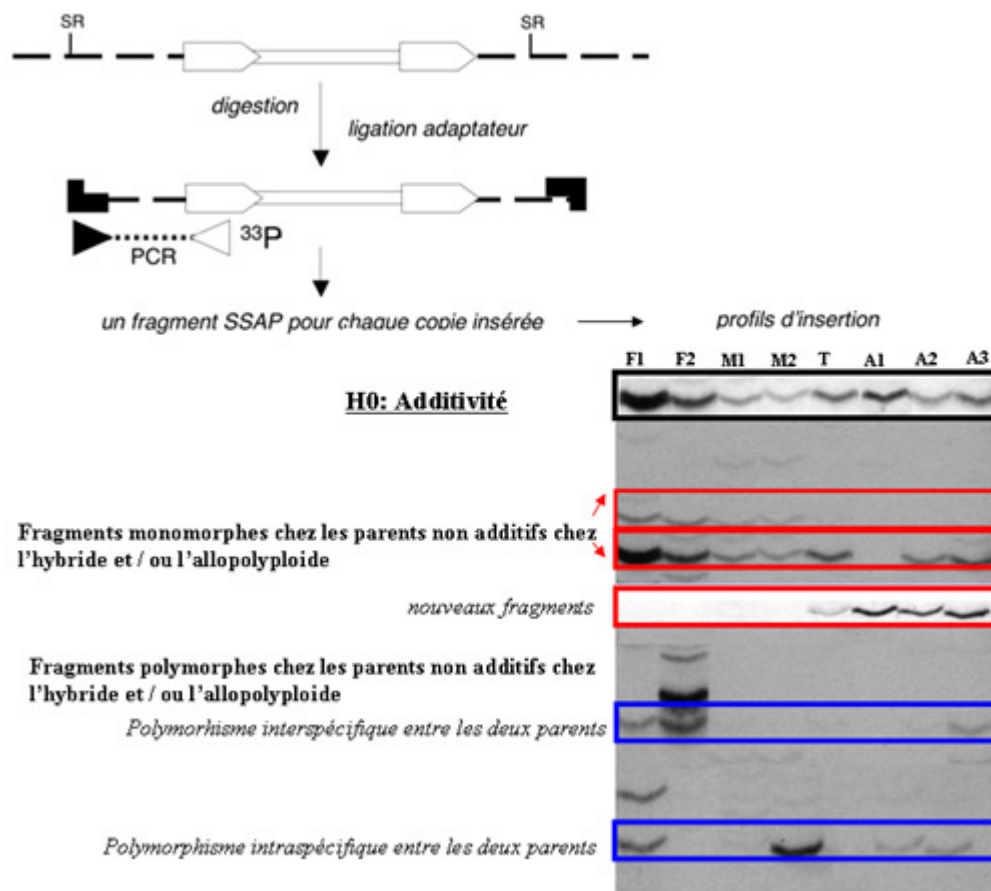 SR SR
digestion
ligation adaptateur
PCR ³³P
un fragment SSAP pour chaque copie insérée
profils d'insertion
F1 F2 M1 M2 T A1 A2 A3
H0: Additivité
Fragments monomorphes chez les parents non additifs chez
l'hybride et / ou l'allopolyploide
nouveaux fragments
Fragments polymorphes chez les parents non additifs chez
l'hybride et / ou l'allopolyploide
Polymorhisme interspécifique entre les deux parents
Polymorphisme intraspécifique entre les deux parents